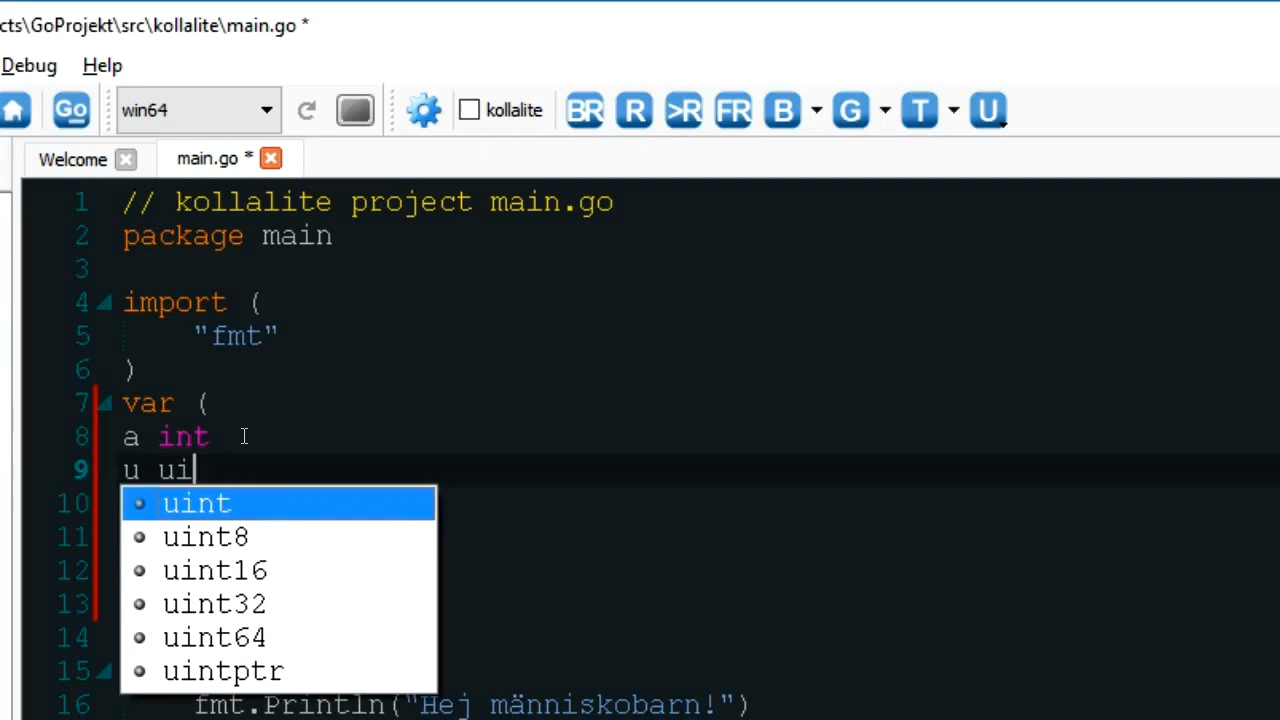 cts\GoProjekt\src\kollalite\main.go *
Debug Help
Go win64 kollalite BR R >R FR B G T U
Welcome main.go *
1 // kollalite project main.go
2 package main
3
4 import (
5 "fmt"
6 )
7 var (
8 a int
9 u ui
10 uint
11 uint8
12 uint16
13 uint32
14 uint64
15 uintptr
16 fmt.Println("Hej människobarn!")